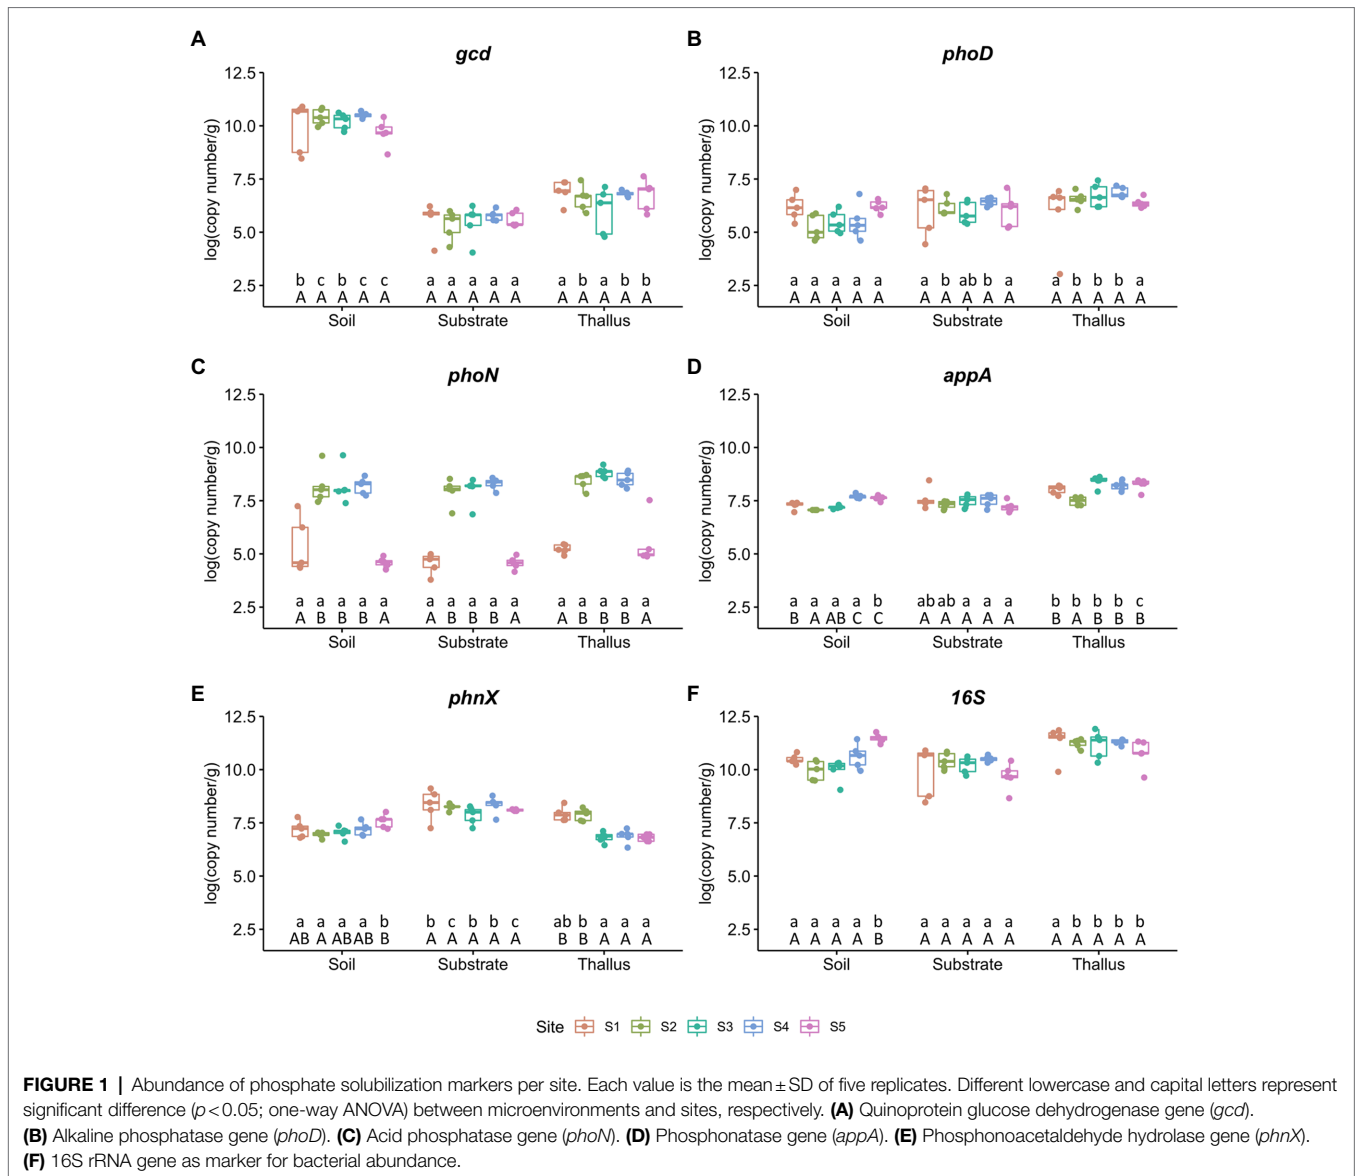 A
gcd
12.5
10.0
7.5
5.0
2.5
log(copy number/g)
b c b c c a a a a a a b a b b
A A A A A A A A A A A A A A A
Soil Substrate Thallus
B
phoD
12.5
10.0
7.5
5.0
2.5
log(copy number/g)
a a a a a a b ab b a a b b b a
A A A A A A A A A A A A A A A
Soil Substrate Thallus
C
phoN
12.5
10.0
7.5
5.0
2.5
log(copy number/g)
a a a a a a a a a a a a a a a
A B B B A A B B B A A B B B A
Soil Substrate Thallus
D
appA
12.5
10.0
7.5
5.0
2.5
log(copy number/g)
a a a a b ab ab a a a b b b b c
B A AB C C A A A A A B A B B B
Soil Substrate Thallus
E
phnX
12.5
10.0
7.5
5.0
2.5
log(copy number/g)
a a a a b b c b b c ab b a a a
AB A AB AB B A A A A A B B A A A
Soil Substrate Thallus
F
16S
12.5
10.0
7.5
5.0
2.5
log(copy number/g)
a a a a b a a a a a a b b b b
A A A A B A A A A A A A A A A
Soil Substrate Thallus
Site S1 S2 S3 S4 S5
FIGURE 1 | Abundance of phosphate solubilization markers per site. Each value is the mean ± SD of five replicates. Different lowercase and capital letters represent
significant difference (p < 0.05; one-way ANOVA) between microenvironments and sites, respectively. (A) Quinoprotein glucose dehydrogenase gene (gcd).
(B) Alkaline phosphatase gene (phoD). (C) Acid phosphatase gene (phoN). (D) Phosphonatase gene (appA). (E) Phosphonoacetaldehyde hydrolase gene (phnX).
(F) 16S rRNA gene as marker for bacterial abundance.